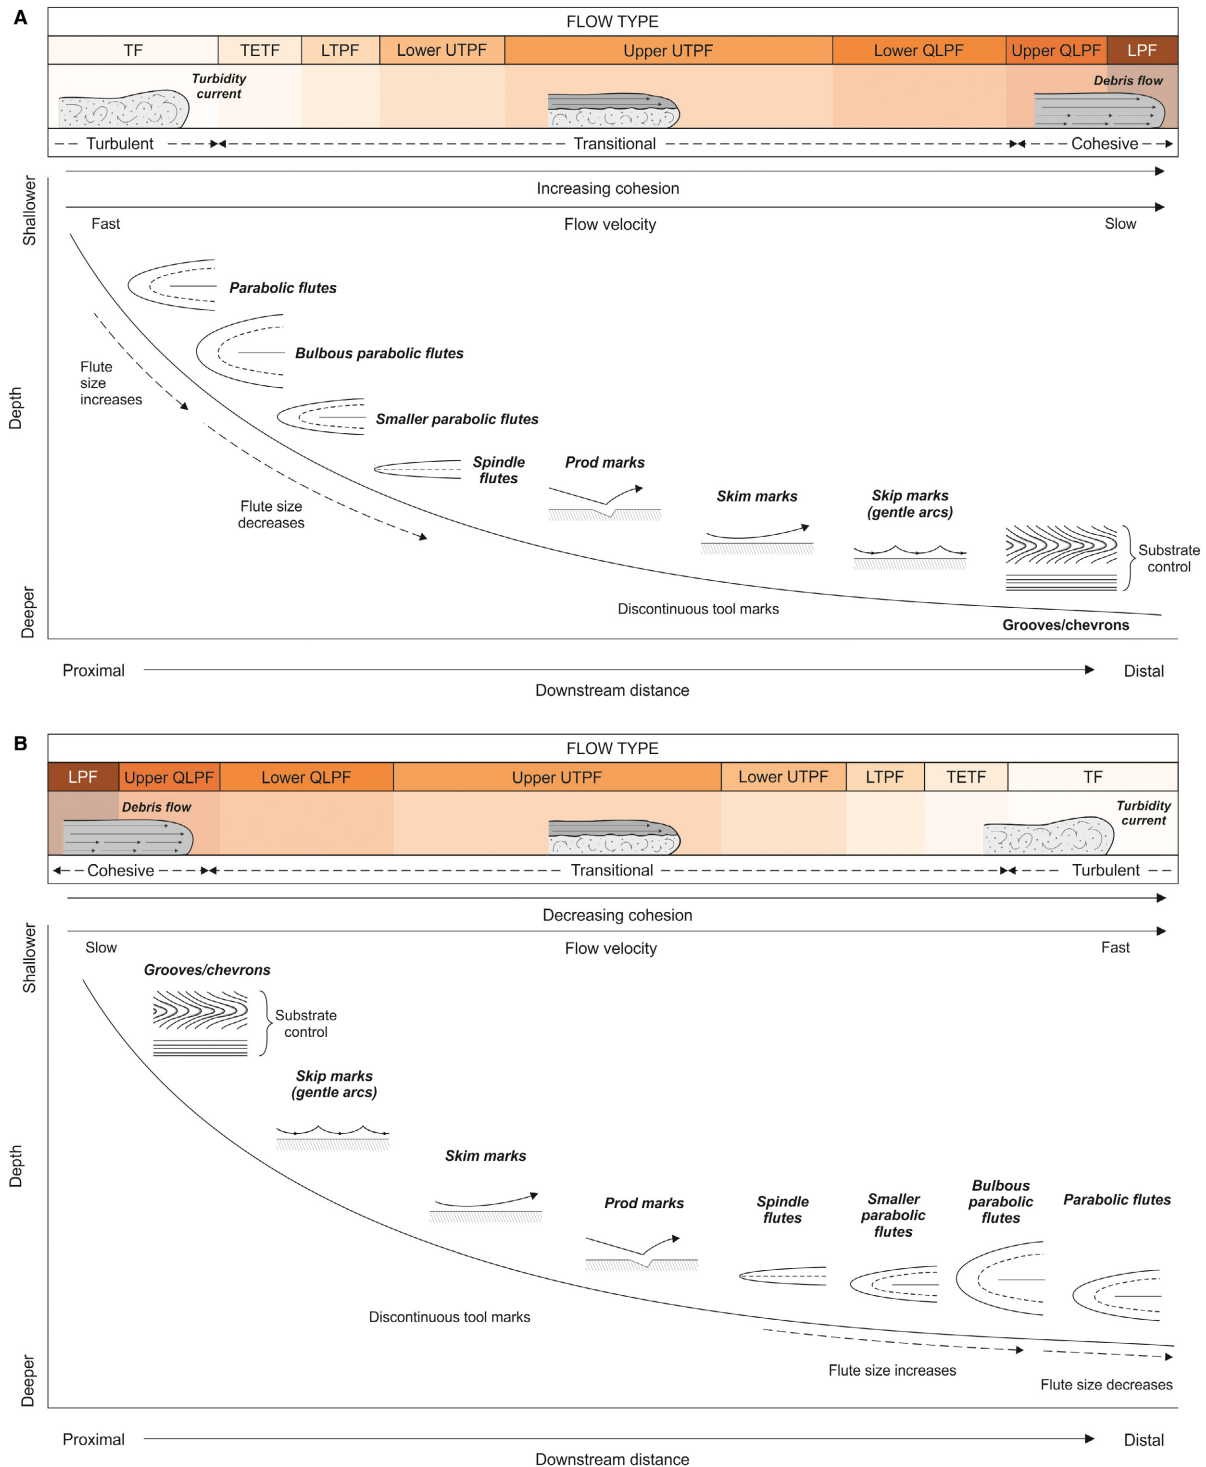 A
FLOW TYPE
TF TETF LTPF Lower UTPF Upper UTPF Lower QLPF Upper QLPF LPF
Turbidity
current
Debris flow
Turbulent Transitional Cohesive
Increasing cohesion
Fast Flow velocity Slow
Shallower
Depth
Deeper
Parabolic flutes
Bulbous parabolic flutes
Flute
size
increases
Smaller parabolic flutes
Spindle
flutes
Prod marks
Skim marks
Skip marks
(gentle arcs)
Flute size
decreases
Substrate
control
Discontinuous tool marks
Grooves/chevrons
Proximal Distal
Downstream distance
B
FLOW TYPE
LPF Upper QLPF Lower QLPF Upper UTPF Lower UTPF LTPF TETF TF
Debris flow
Turbidity
current
Cohesive Transitional Turbulent
Decreasing cohesion
Slow Flow velocity Fast
Shallower
Depth
Deeper
Grooves/chevrons
Substrate
control
Skip marks
(gentle arcs)
Skim marks
Prod marks
Spindle
flutes
Smaller
parabolic
flutes
Bulbous
parabolic
flutes
Parabolic flutes
Discontinuous tool marks
Flute size increases
Flute size decreases
Proximal Distal
Downstream distance